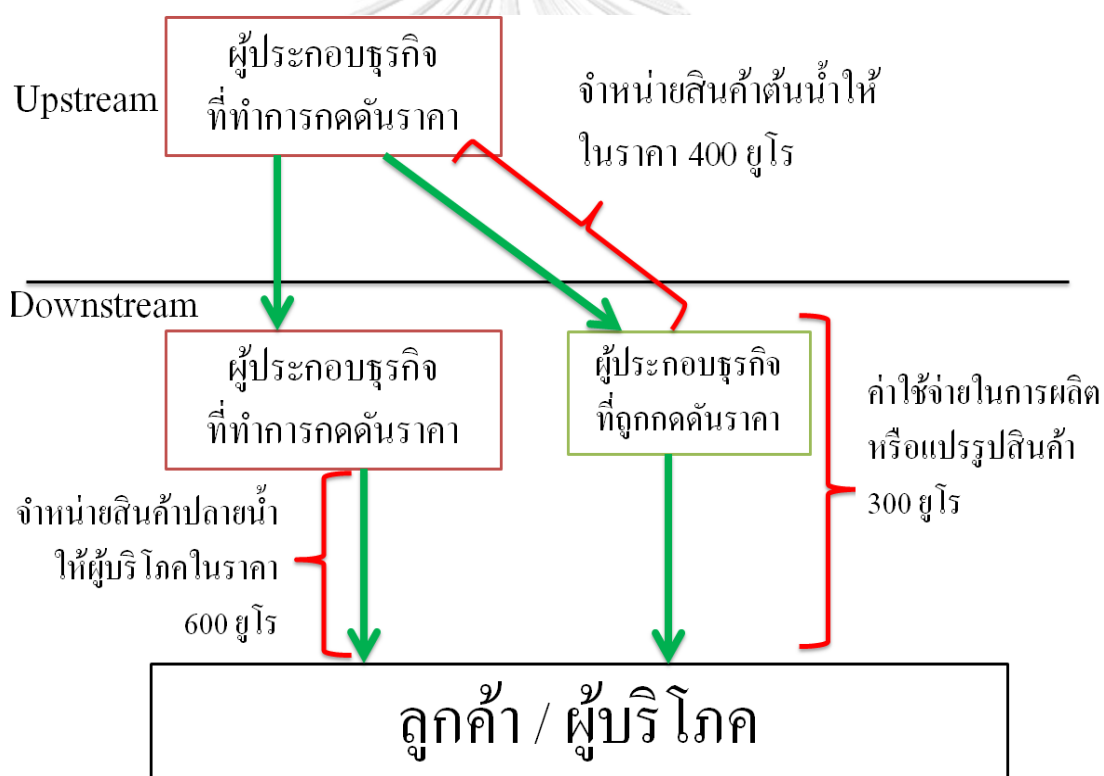 ผู้ประกอบธุรกิจ
ที่ทำการกดดันราคา
Upstream
จำหน่ายสินค้าต้นน้ำให้
ในราคา 400 ยูโร
Downstream
ผู้ประกอบธุรกิจ
ที่ทำการกดดันราคา
ผู้ประกอบธุรกิจ
ที่ถูกกดดันราคา
ค่าใช้จ่ายในการผลิต
หรือแปรรูปสินค้า
300 ยูโร
จำหน่ายสินค้าปลายน้ำ
ให้ผู้บริโภคในราคา
600 ยูโร
ลูกค้า / ผู้บริโภค